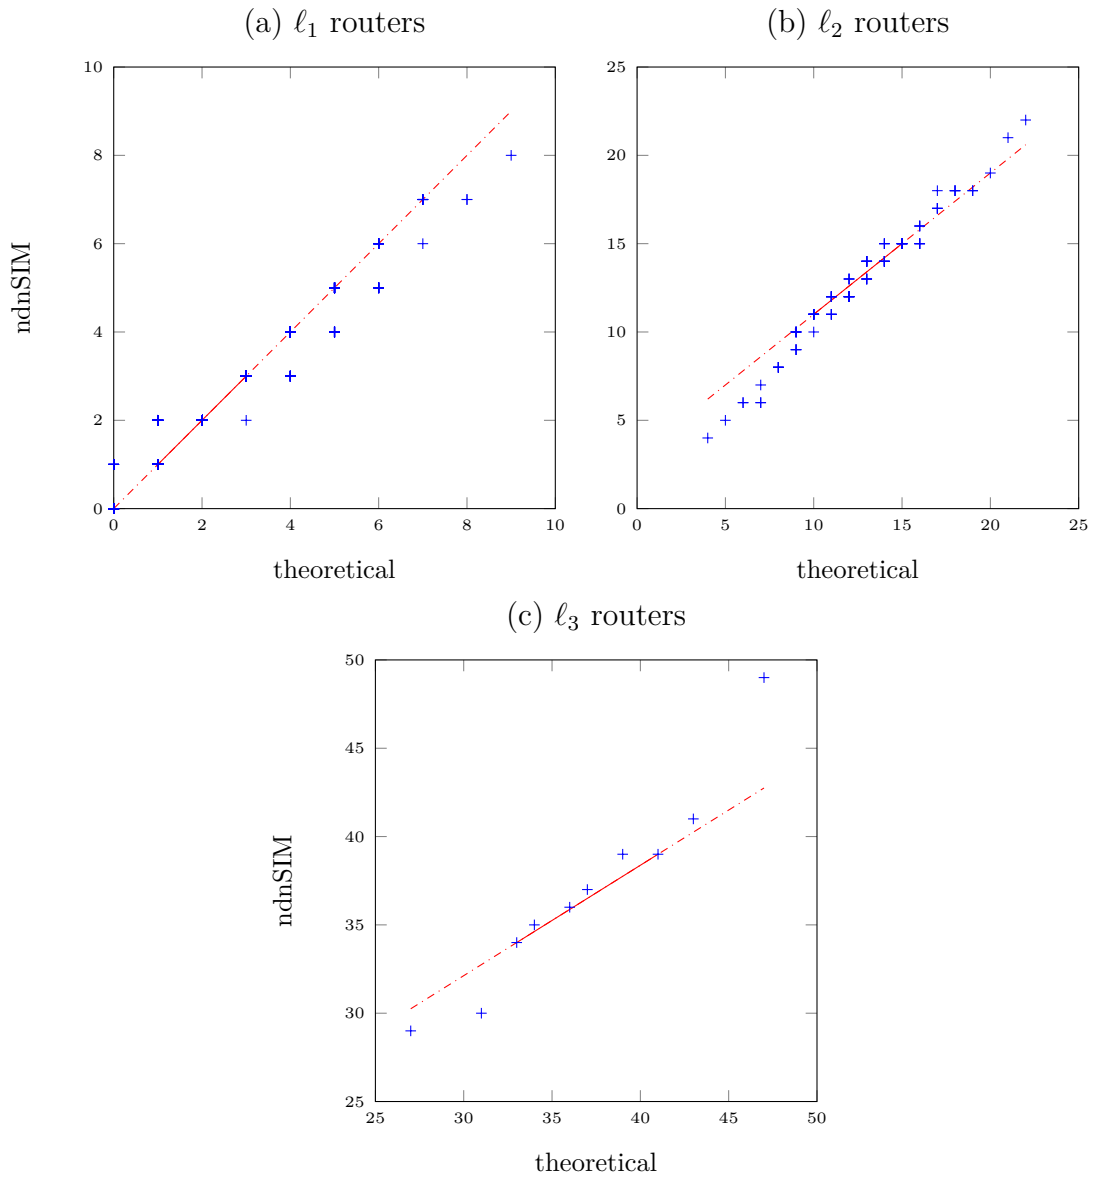 (a) ℓ₁ routers
(b) ℓ₂ routers
10
8
6
4
2
0
0 2 4 6 8 10
ndnSIM
theoretical
25
20
15
10
5
0
0 5 10 15 20 25
theoretical
(c) ℓ₃ routers
50
45
40
35
30
25
25 30 35 40 45 50
ndnSIM
theoretical